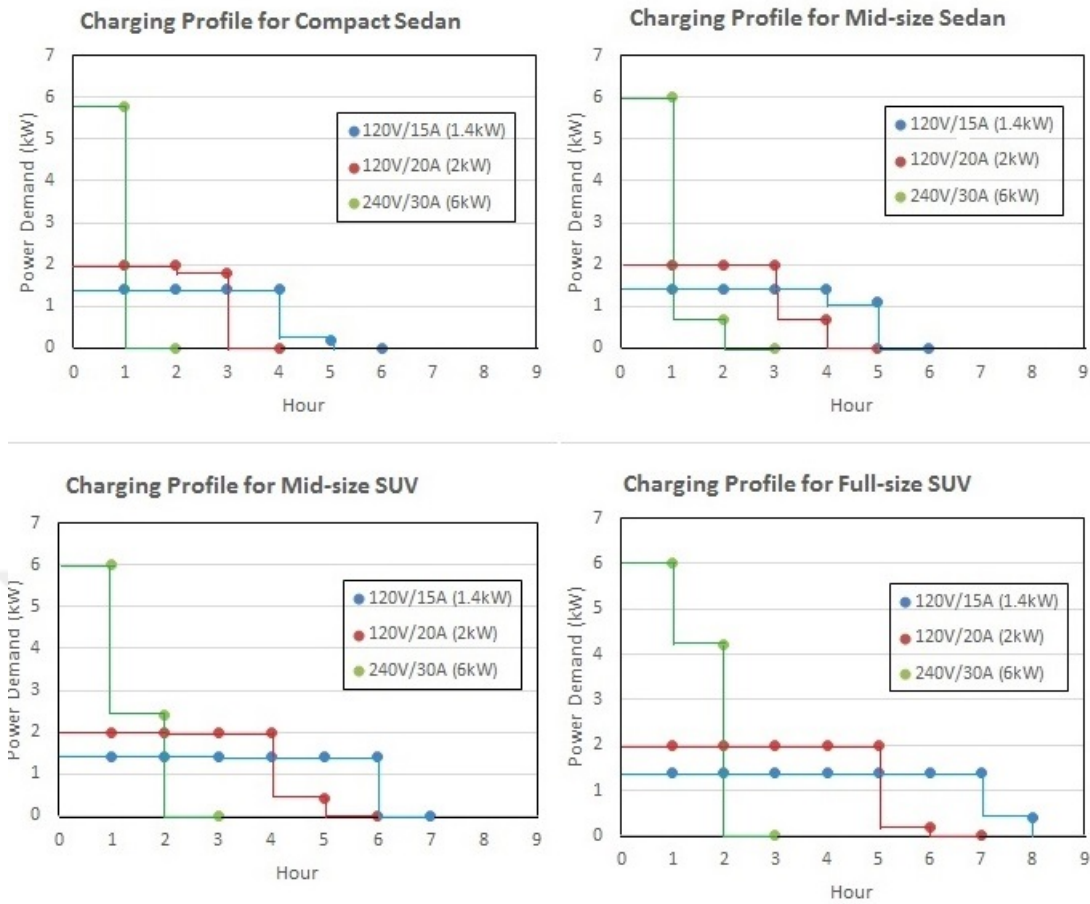 Charging Profile for Compact Sedan
7
6
5
4
3
2
1
0
Power Demand (kW)
120V/15A (1.4kW)
120V/20A (2kW)
240V/30A (6kW)
0 1 2 3 4 5 6 7 8 9
Hour
Charging Profile for Mid-size Sedan
7
6
5
4
3
2
1
0
Power Demand (kW)
120V/15A (1.4kW)
120V/20A (2kW)
240V/30A (6kW)
0 1 2 3 4 5 6 7 8 9
Hour
Charging Profile for Mid-size SUV
7
6
5
4
3
2
1
0
Power Demand (kW)
120V/15A (1.4kW)
120V/20A (2kW)
240V/30A (6kW)
0 1 2 3 4 5 6 7 8 9
Hour
Charging Profile for Full-size SUV
7
6
5
4
3
2
1
0
Power Demand (kW)
120V/15A (1.4kW)
120V/20A (2kW)
240V/30A (6kW)
0 1 2 3 4 5 6 7 8 9
Hour